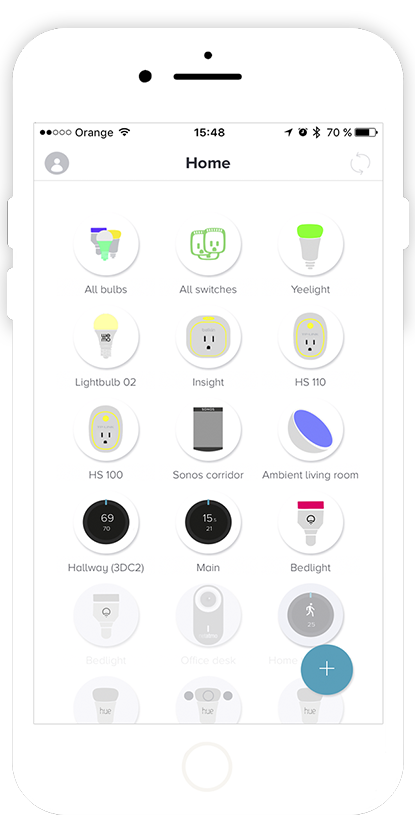 ●●○○○ Orange 15:48 70 %
Home
All bulbs All switches Yeelight
Lightbulb 02 Insight HS 110
SONOS
HS 100 Sonos corridor Ambient living room
69 15 5
70 21
Hallway (3DC2) Main Bedlight
25
Bedlight Office desk Home
+
hue hue hue